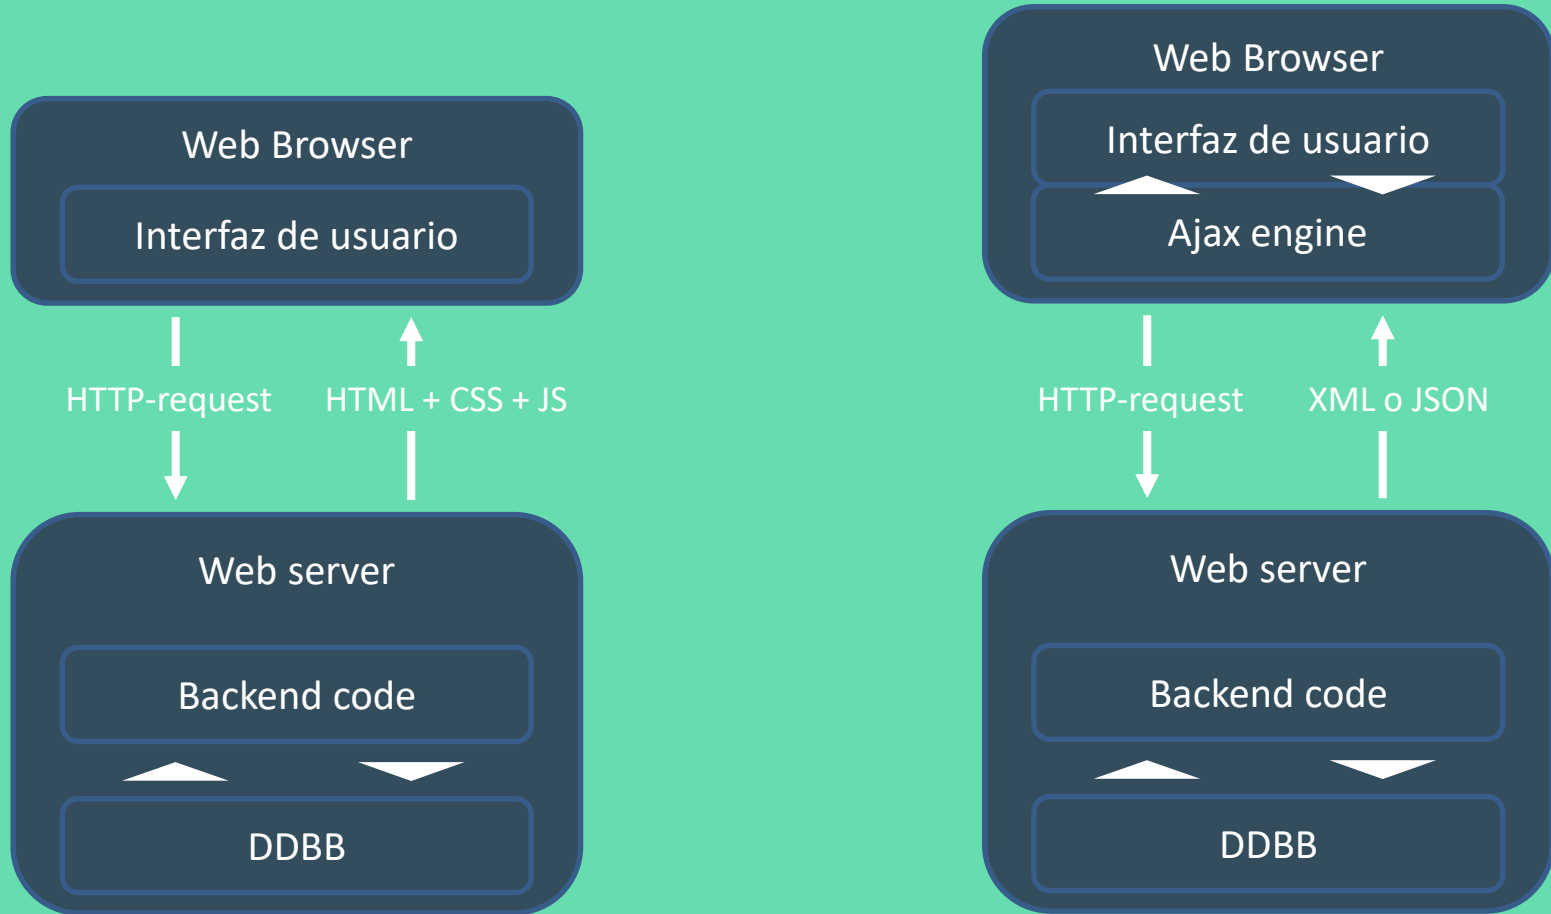 Web Browser
Interfaz de usuario
HTTP-request
HTML + CSS + JS
Web server
Backend code
DDBB
Web Browser
Interfaz de usuario
Ajax engine
HTTP-request
XML o JSON
Web server
Backend code
DDBB